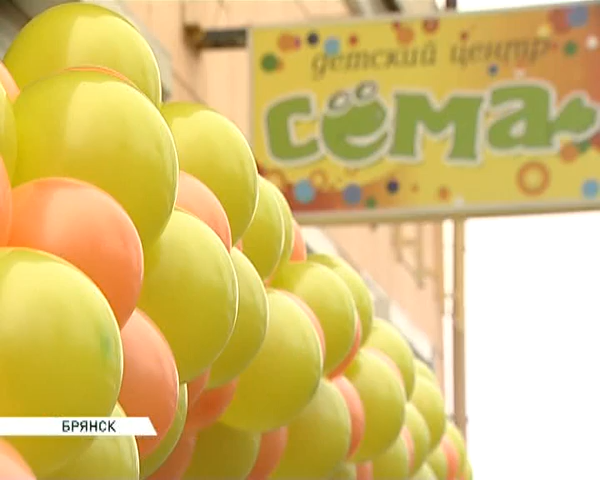 детский центр
сёма
БРЯНСК